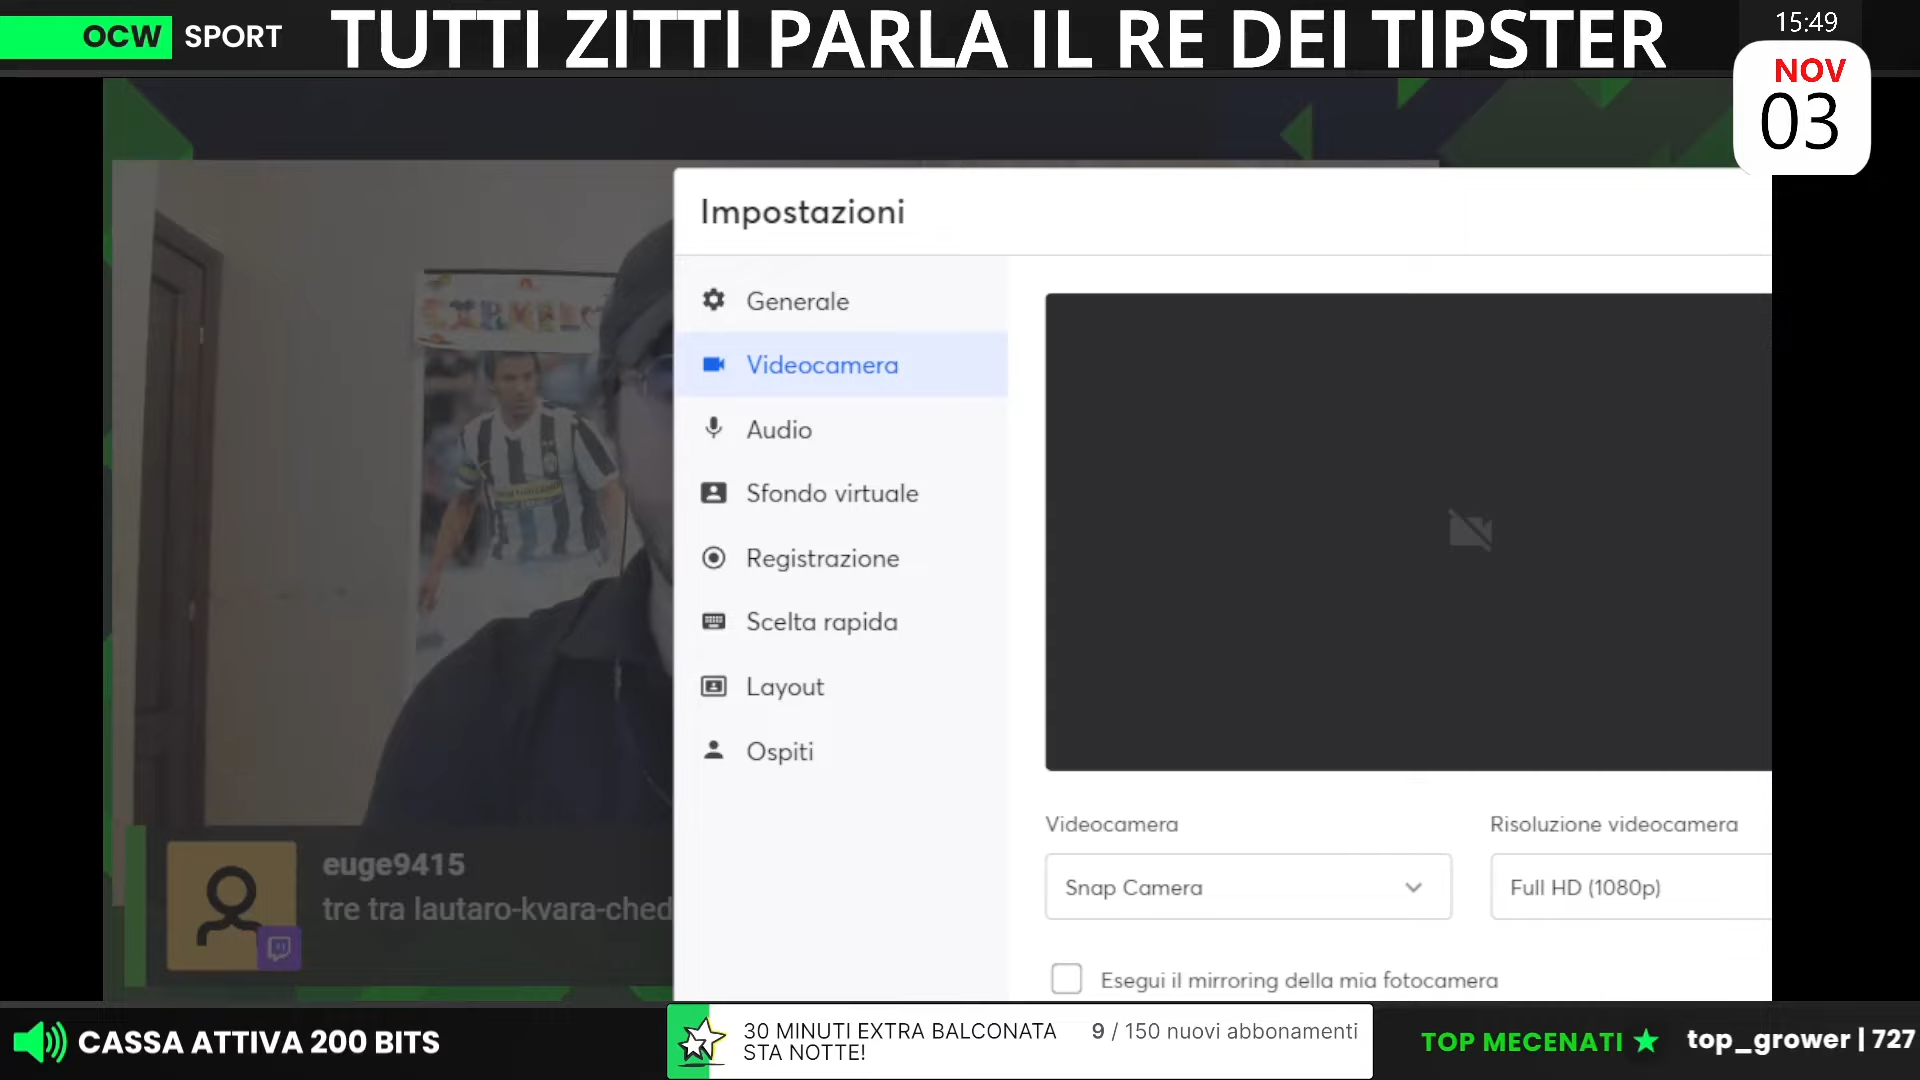 OCW SPORT
TUTTI ZITTI PARLA IL RE DEI TIPSTER
15:49
NOV
03
Impostazioni
Generale
Videocamera
Audio
Sfondo virtuale
Registrazione
Scelta rapida
Layout
Ospiti
Videocamera
Snap Camera
Risoluzione videocamera
Full HD (1080p)
Esegui il mirroring della mia fotocamera
euge9415
tre tra lautaro-kvara-ched
CASSA ATTIVA 200 BITS
30 MINUTI EXTRA BALCONATA
STA NOTTE!
9 / 150 nuovi abbonamenti
TOP MECENATI
top_grower | 727